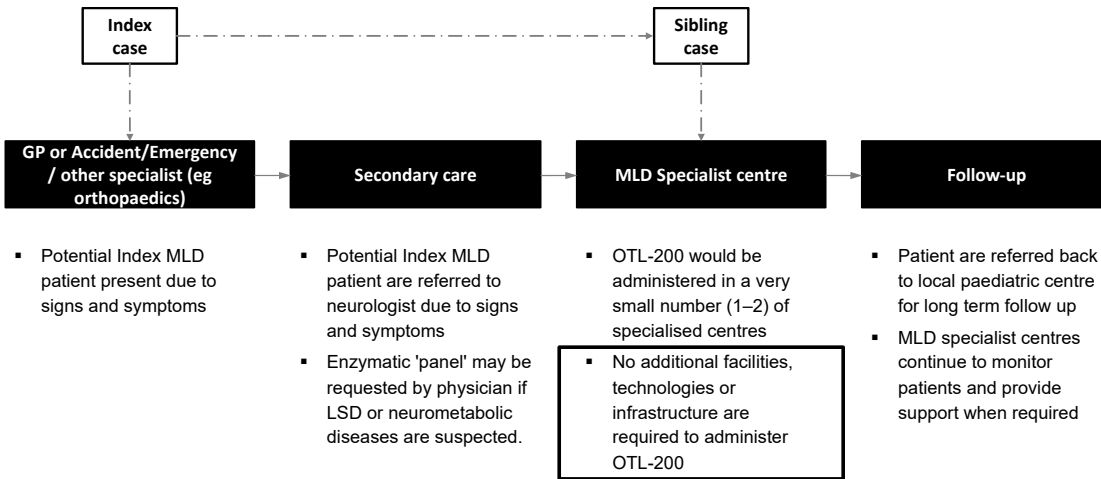 Index
case
Sibling
case
GP or Accident/Emergency
/ other specialist (eg
orthopaedics)
Secondary care
MLD Specialist centre
Follow-up
▪ Potential Index MLD
patient present due to
signs and symptoms
▪ Potential Index MLD
patient are referred to
neurologist due to signs
and symptoms
▪ Enzymatic 'panel' may be
requested by physician if
LSD or neurometabolic
diseases are suspected.
▪ OTL-200 would be
administered in a very
small number (1–2) of
specialised centres
▪ No additional facilities,
technologies or
infrastructure are
required to administer
OTL-200
▪ Patient are referred back
to local paediatric centre
for long term follow up
▪ MLD specialist centres
continue to monitor
patients and provide
support when required